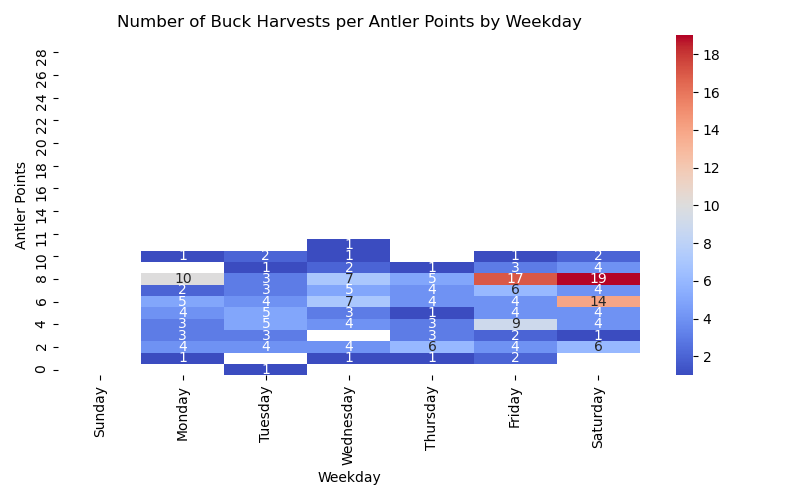 Number of Buck Harvests per Antler Points by Weekday
Antler Points
28
26
24
22
20
18
16
14
11 1
10 1 2 1 1 2
1 2 1 3 4
8 10 3 7 5 17 19
2 3 5 4 6 4
6 5 4 7 4 4 14
4 5 3 1 4 4
4 3 5 4 3 9 4
3 3 3 2 1
2 4 4 4 6 4 6
1 1 1 2
0 1
Sunday Monday Tuesday Wednesday Thursday Friday Saturday
Weekday
18
16
14
12
10
8
6
4
2